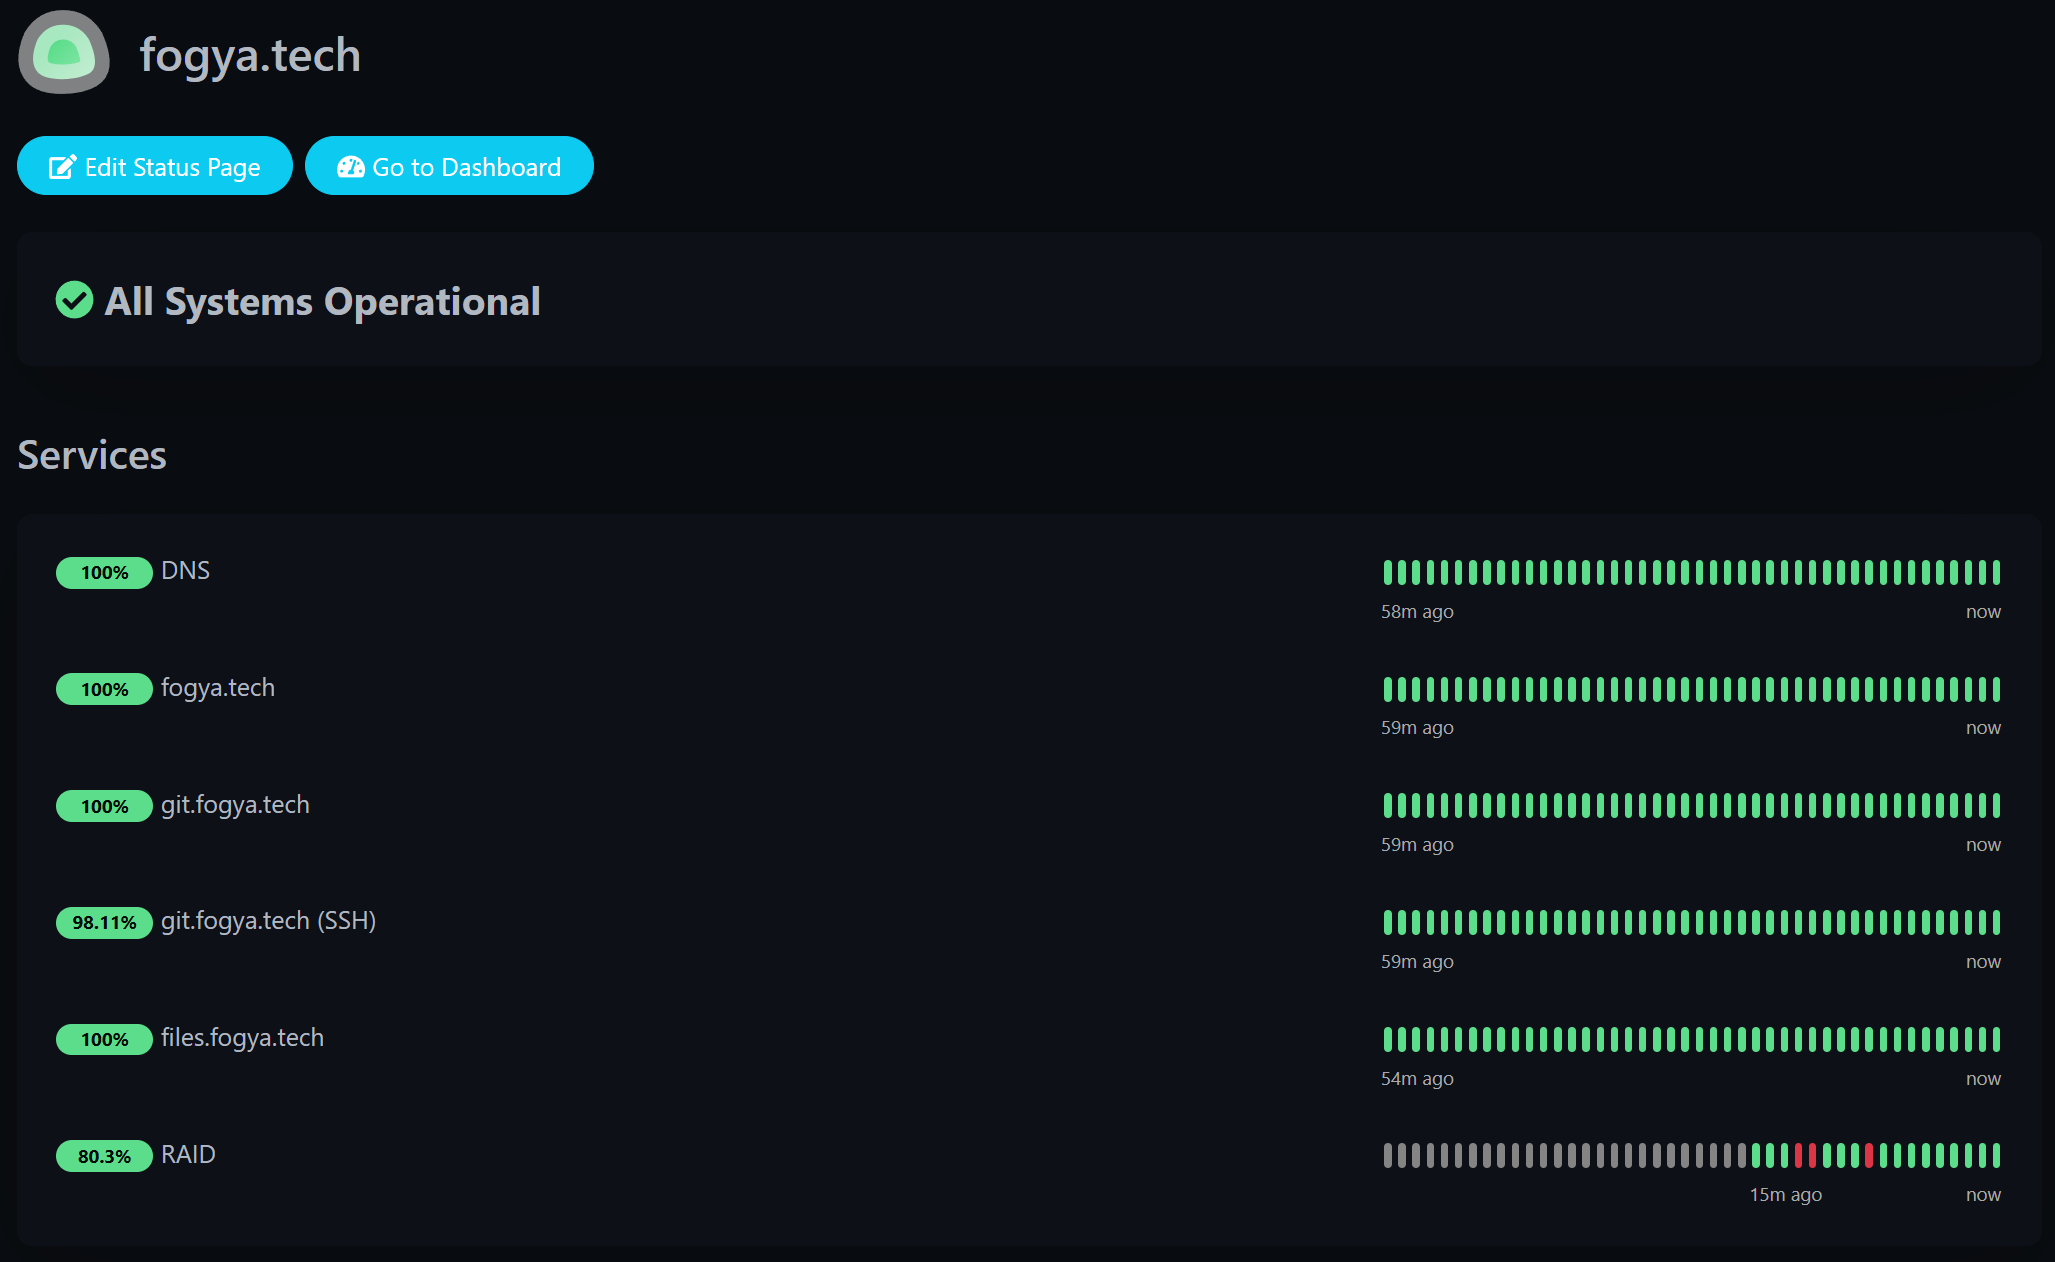 fogya.tech
Edit Status Page
Go to Dashboard
All Systems Operational
Services
100% DNS
58m ago now
100% fogya.tech
59m ago now
100% git.fogya.tech
59m ago now
98.11% git.fogya.tech (SSH)
59m ago now
100% files.fogya.tech
54m ago now
80.3% RAID
15m ago now